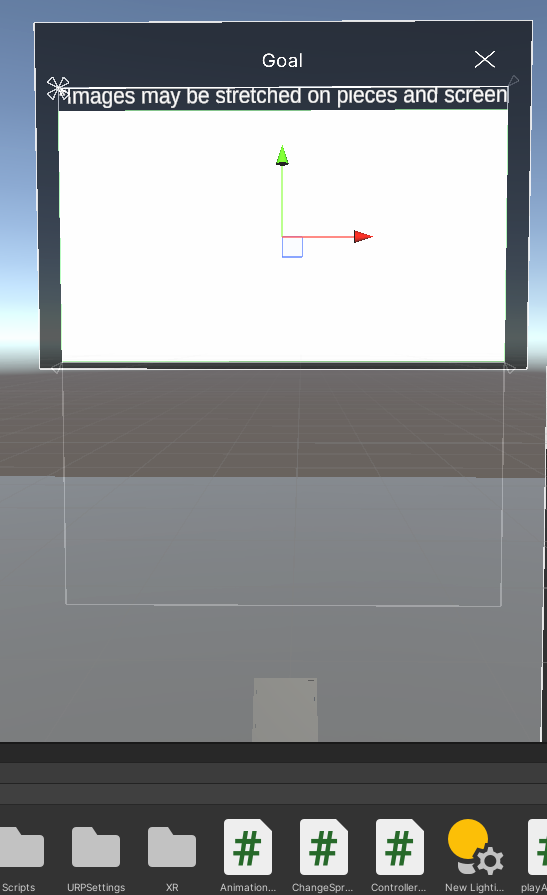 Goal
Images may be stretched on pieces and screen
#
#
#
#
Scripts
URPSettings
XR
Animation...
ChangeSpr...
Controller...
New Lighti...
playA